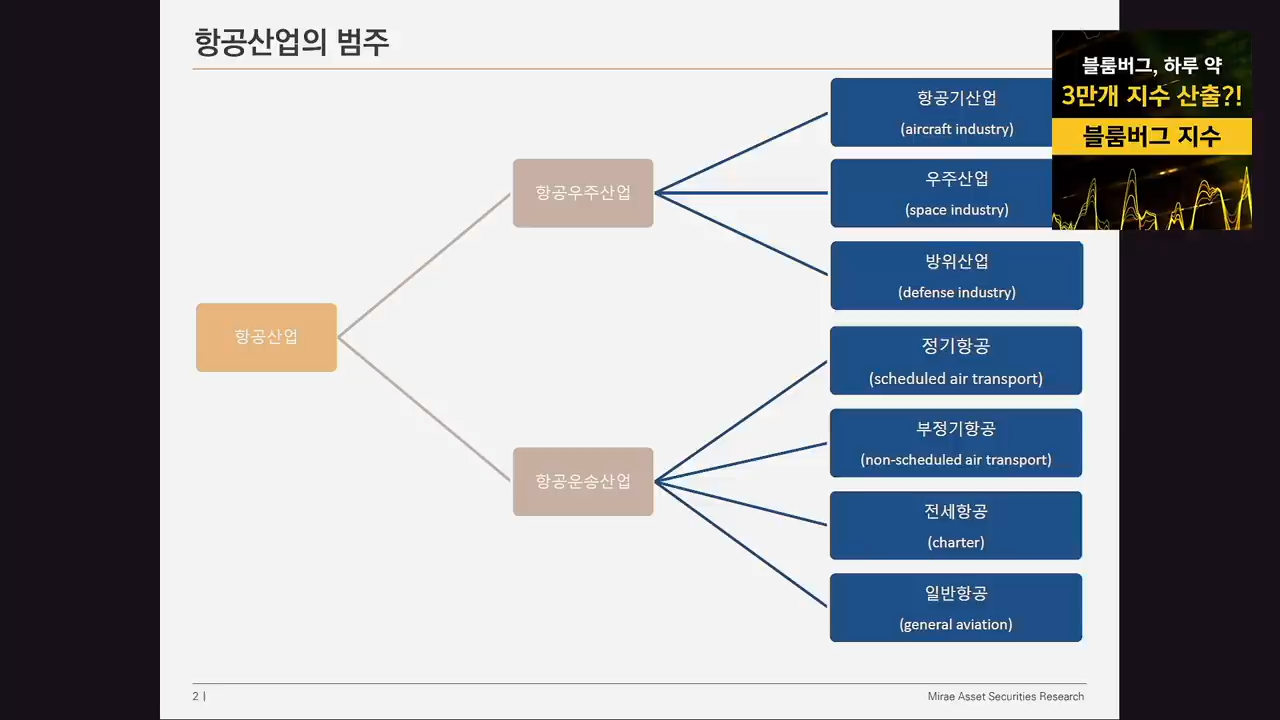 항공산업의 범주
블룸버그, 하루 약
3만개 지수 산출?!
블룸버그 지수
항공산업
항공우주산업
항공기산업
(aircraft industry)
우주산업
(space industry)
방위산업
(defense industry)
항공운송산업
정기항공
(scheduled air transport)
부정기항공
(non-scheduled air transport)
전세항공
(charter)
일반항공
(general aviation)
2 |
Mirae Asset Securities Research